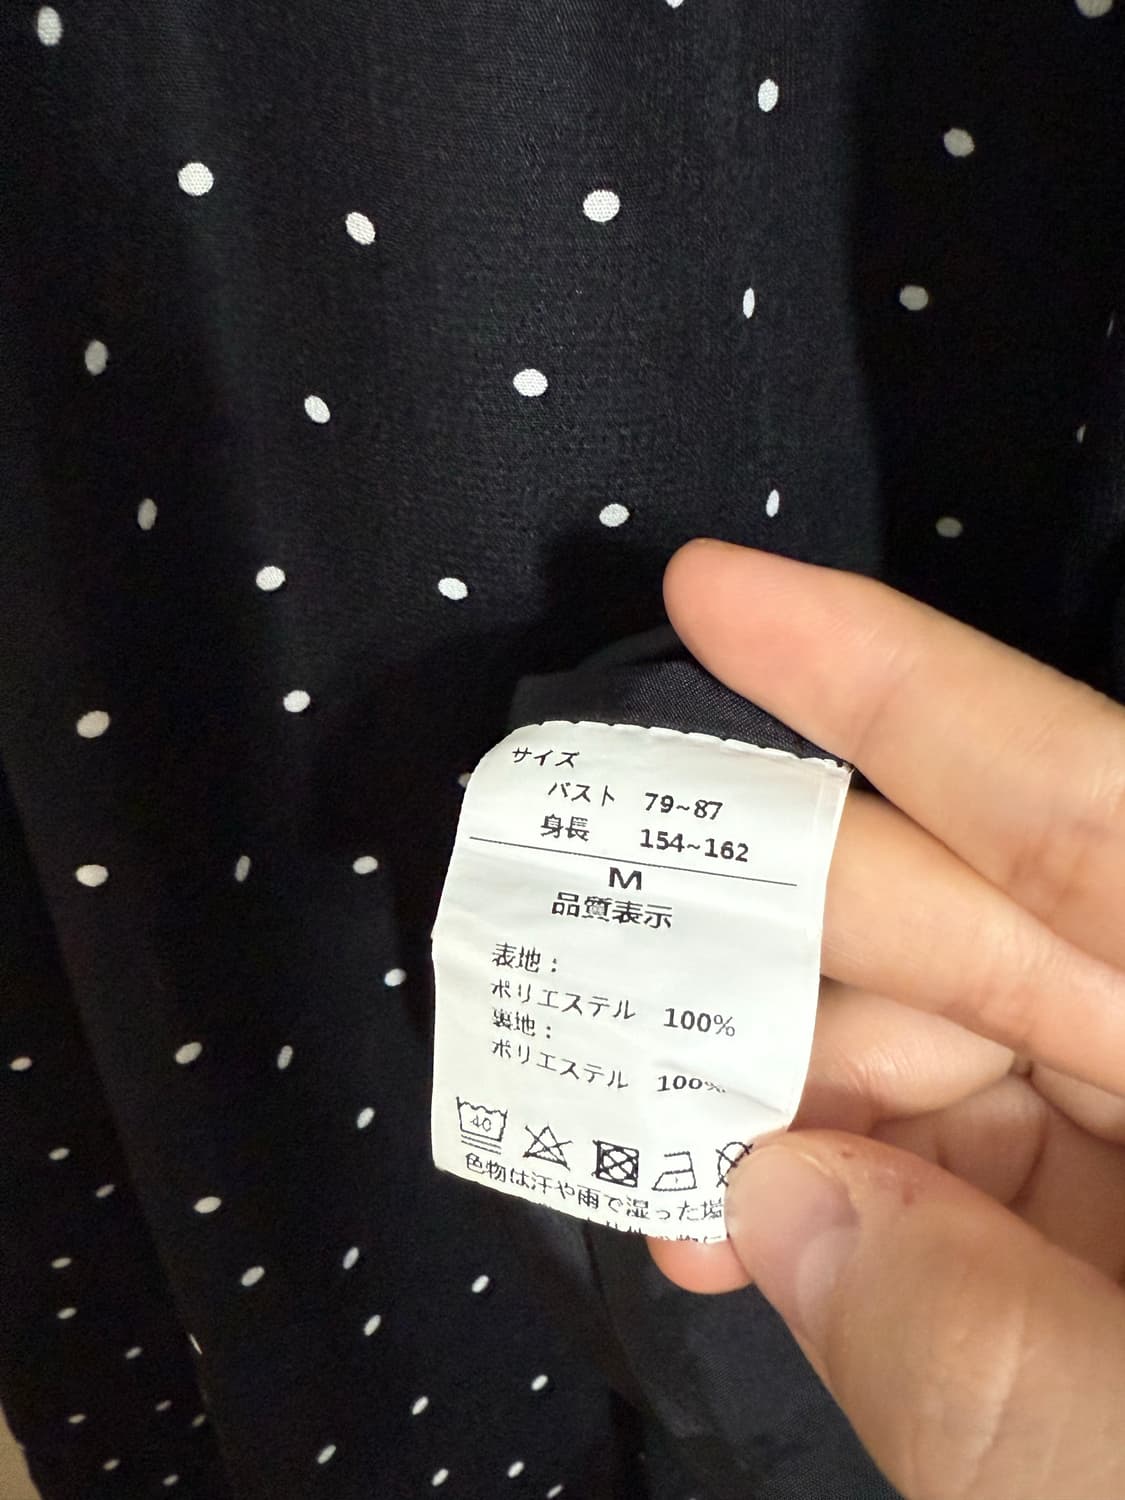 サイズ
バスト 79~87
身長 154~162
M
品質表示
表地：
ポリエステル 100%
裏地：
ポリエステル 100%
40
色物は汗や雨で湿った場